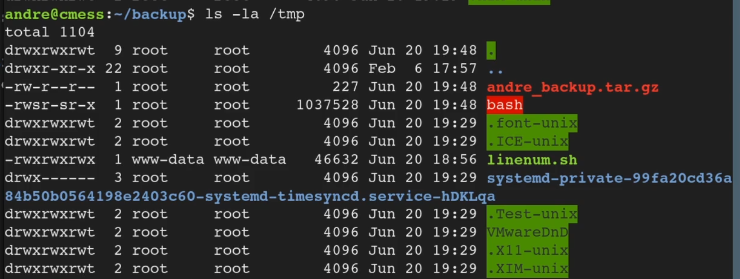 andre@cmess:~/backup$ ls -la /tmp
total 1104
drwxrwxrwt  9 root     root        4096 Jun 20 19:48 .
drwxr-xr-x 22 root     root        4096 Feb  6 17:57 ..
-rw-r--r--  1 root     root         227 Jun 20 19:48 andre_backup.tar.gz
-rwsr-sr-x  1 root     root     1037528 Jun 20 19:48 bash
drwxrwxrwt  2 root     root        4096 Jun 20 19:29 .font-unix
drwxrwxrwt  2 root     root        4096 Jun 20 19:29 .ICE-unix
-rwxrwxrwx  1 www-data www-data   46632 Jun 20 18:56 linenum.sh
drwx------  3 root     root        4096 Jun 20 19:29 systemd-private-99fa20cd36a
84b50b0564198e2403c60-systemd-timesyncd.service-hDKLqa
drwxrwxrwt  2 root     root        4096 Jun 20 19:29 .Test-unix
drwxrwxrwt  2 root     root        4096 Jun 20 19:29 VMwareDnD
drwxrwxrwt  2 root     root        4096 Jun 20 19:29 .X11-unix
drwxrwxrwt  2 root     root        4096 Jun 20 19:29 .XIM-unix